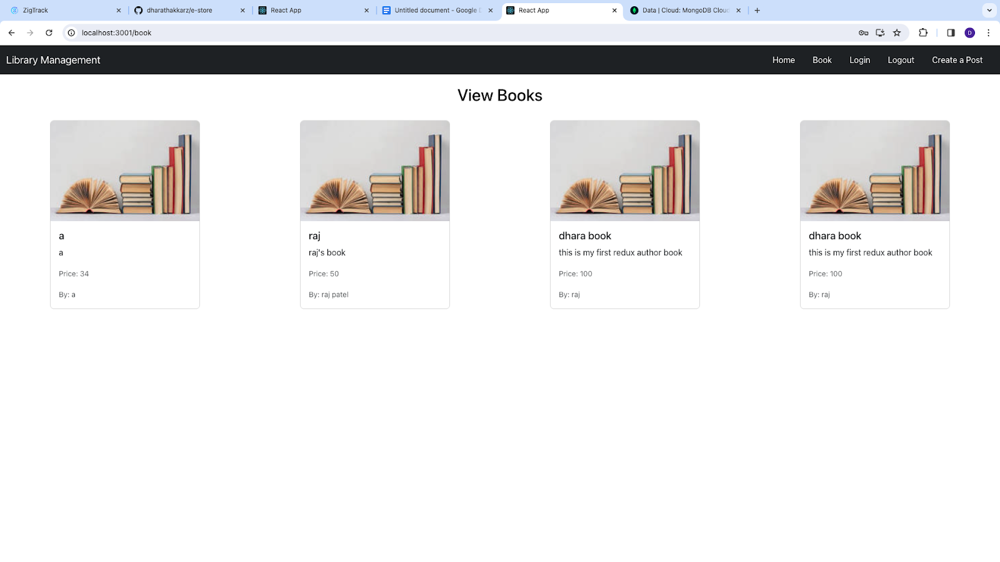 ZigTrack
dharathakkarz/e-store
React App
Untitled document - Google D
React App
Data | Cloud: MongoDB Cloud
localhost:3001/book
D
Library Management
Home Book Login Logout Create a Post
View Books
a
a
Price: 34
By: a
raj
raj's book
Price: 50
By: raj patel
dhara book
this is my first redux author book
Price: 100
By: raj
dhara book
this is my first redux author book
Price: 100
By: raj